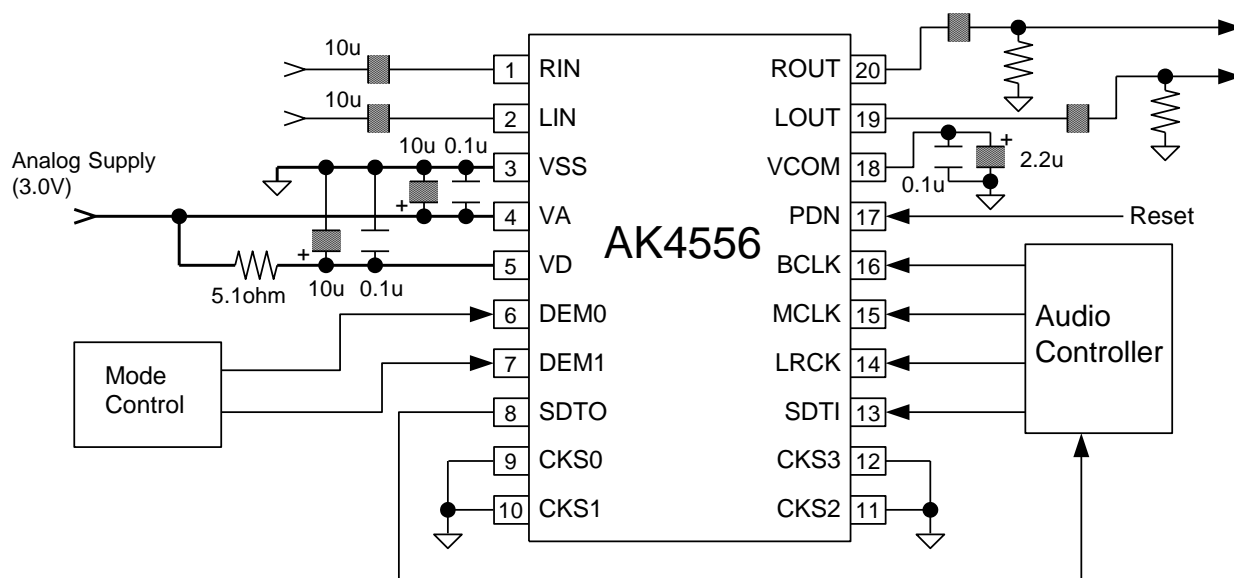 10u
10u
Analog Supply
(3.0V)
10u
0.1u
+
+
5.1ohm
10u
0.1u
Mode
Control
1
RIN
2
LIN
3
VSS
4
VA
5
VD
6
DEM0
7
DEM1
8
SDTO
9
CKS0
10
CKS1
AK4556
ROUT
20
LOUT
19
VCOM
18
PDN
17
BCLK
16
MCLK
15
LRCK
14
SDTI
13
CKS3
12
CKS2
11
0.1u
+
2.2u
Reset
Audio
Controller